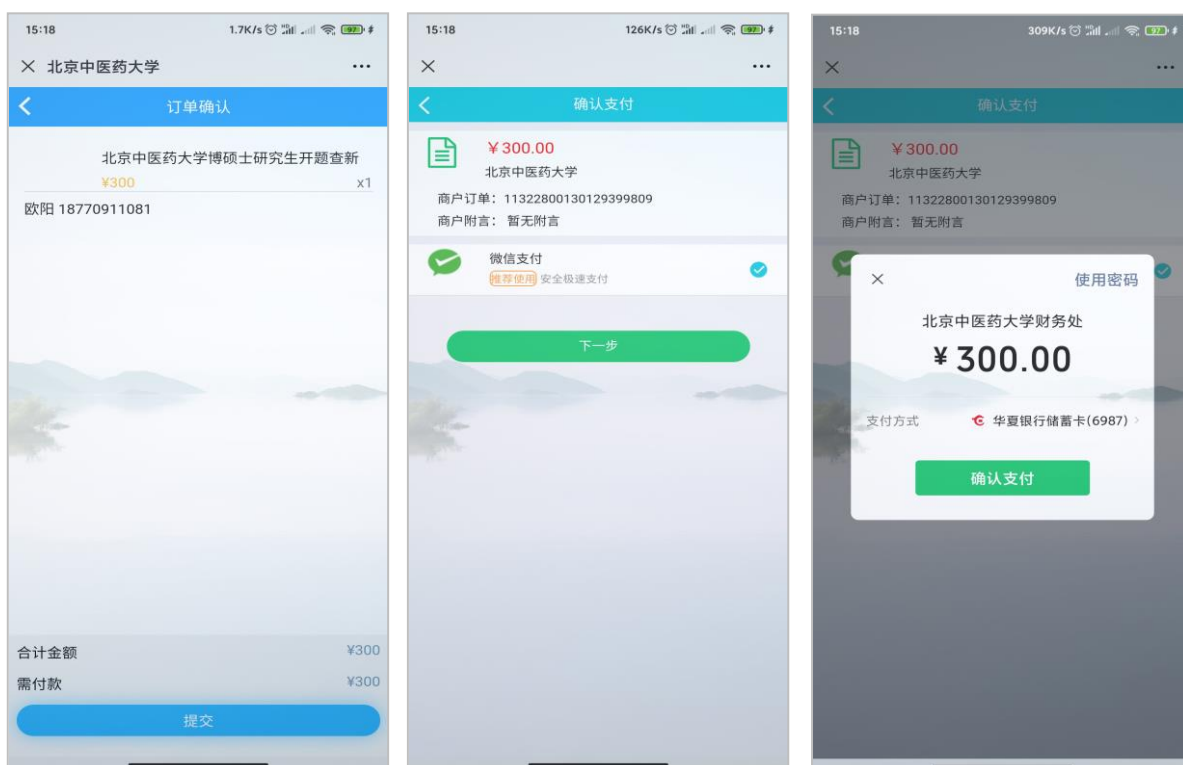 15:18
1.7K/s
97
北京中医药大学
订单确认
北京中医药大学博硕士研究生开题查新
¥300
x1
欧阳 18770911081
合计金额
¥300
需付款
¥300
提交
15:18
126K/s
97
确认支付
¥300.00
北京中医药大学
商户订单:11322800130129399809
商户附言: 暂无附言
微信支付
推荐使用 安全极速支付
下一步
15:18
309K/s
97
确认支付
¥300.00
北京中医药大学
商户订单:11322800130129399809
商户附言: 暂无附言
使用密码
北京中医药大学财务处
¥300.00
支付方式
华夏银行储蓄卡(6987)
确认支付